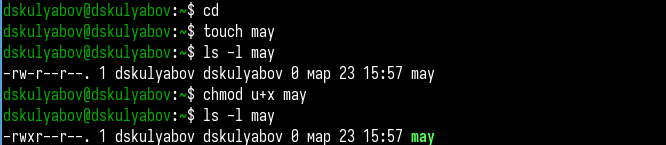 dskulyabov@dskulyabov:~$ cd
dskulyabov@dskulyabov:~$ touch may
dskulyabov@dskulyabov:~$ ls -l may
-rw-r--r--. 1 dskulyabov dskulyabov 0 мар 23 15:57 may
dskulyabov@dskulyabov:~$ chmod u+x may
dskulyabov@dskulyabov:~$ ls -l may
-rwxr--r--. 1 dskulyabov dskulyabov 0 мар 23 15:57 may